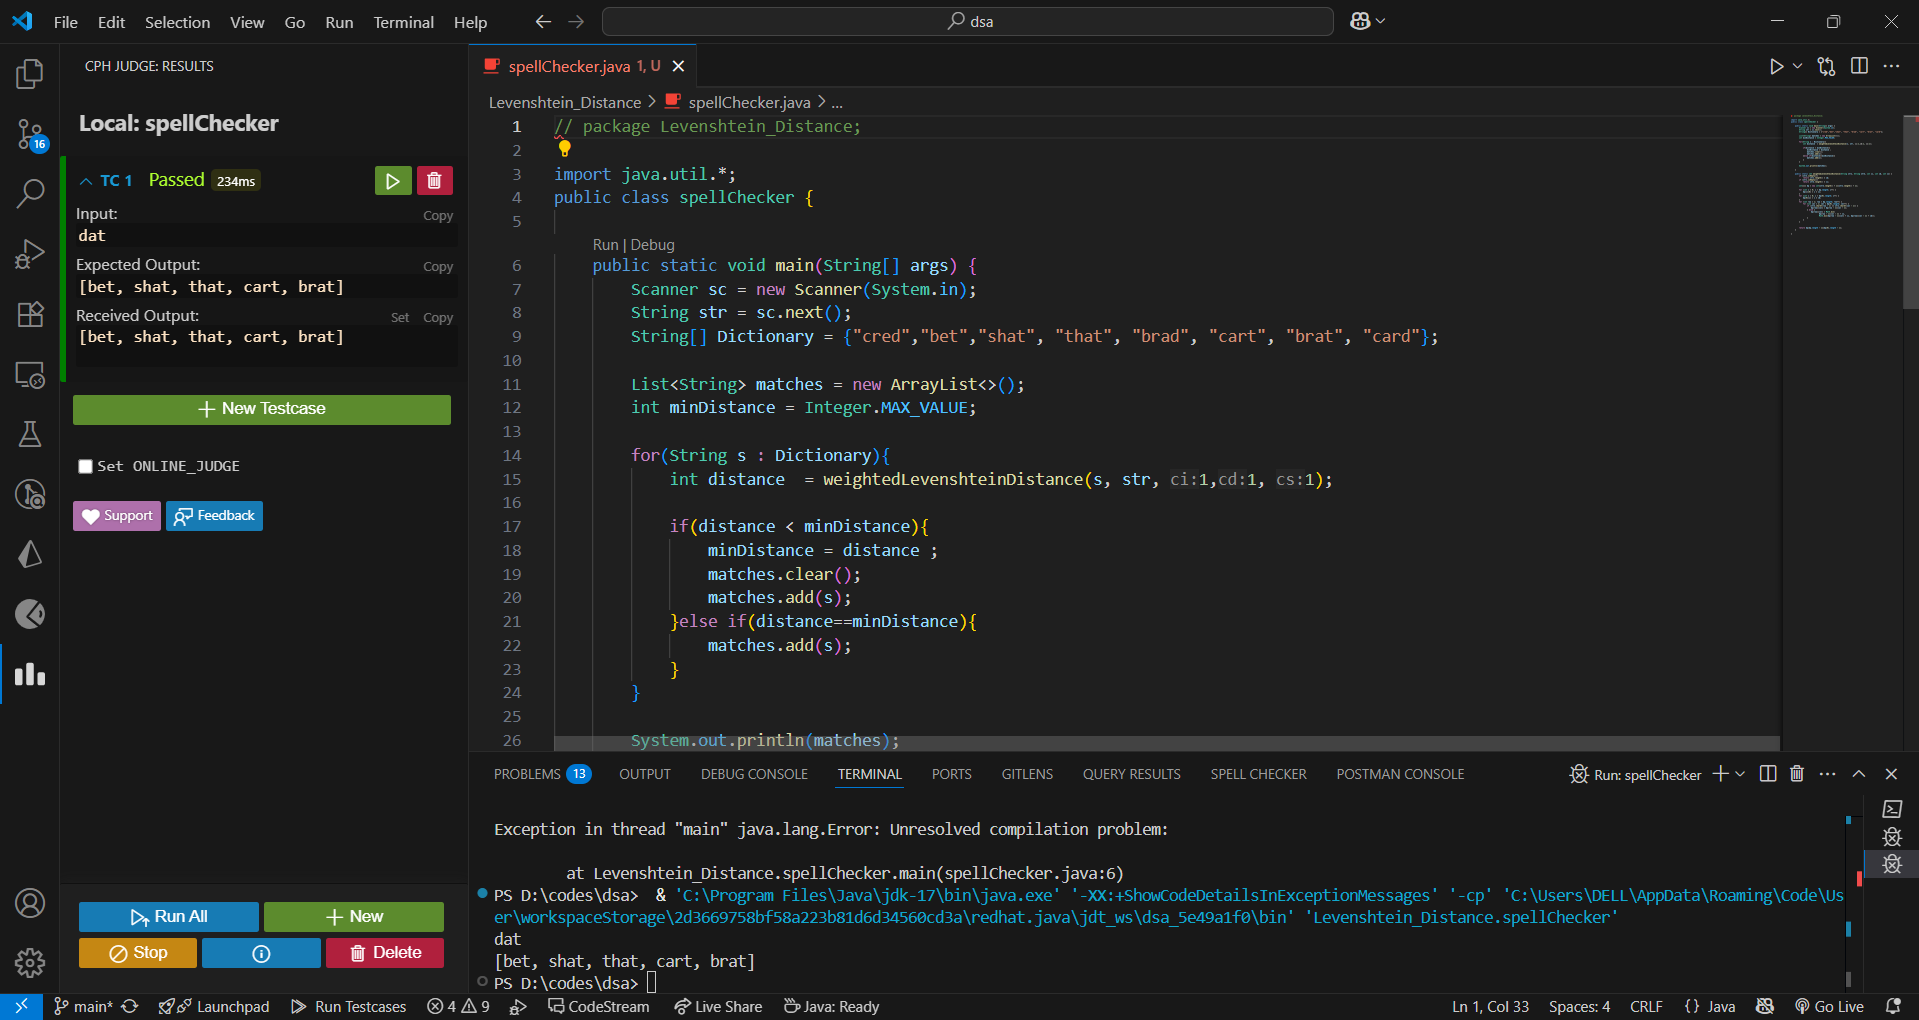 File Edit Selection View Go Run Terminal Help
dsa
CPH JUDGE: RESULTS
Local: spellChecker
16
TC 1 Passed 234ms
Input:
Copy
dat
Expected Output:
Copy
[bet, shat, that, cart, brat]
Received Output:
Set Copy
[bet, shat, that, cart, brat]
New Testcase
Set ONLINE_JUDGE
Support
Feedback
Run All
New
Stop
Delete
spellChecker.java 1, U
Levenshtein_Distance > spellChecker.java > ...
1 // package Levenshtein_Distance;
2
3 import java.util.*;
4 public class spellChecker {
5
Run | Debug
6 public static void main(String[] args) {
7 Scanner sc = new Scanner(System.in);
8 String str = sc.next();
9 String[] Dictionary = {"cred","bet","shat", "that", "brad", "cart", "brat", "card"};
10
11 List<String> matches = new ArrayList<>();
12 int minDistance = Integer.MAX_VALUE;
13
14 for(String s : Dictionary){
15 int distance  = weightedLevenshteinDistance(s, str, ci:1,cd:1, cs:1);
16
17 if(distance < minDistance){
18 minDistance = distance ;
19 matches.clear();
20 matches.add(s);
21 }else if(distance==minDistance){
22 matches.add(s);
23 }
24 }
25
26 System.out.println(matches);
PROBLEMS 13 OUTPUT DEBUG CONSOLE TERMINAL PORTS GITLENS QUERY RESULTS SPELL CHECKER POSTMAN CONSOLE
Run: spellChecker
Exception in thread "main" java.lang.Error: Unresolved compilation problem:
at Levenshtein_Distance.spellChecker.main(spellChecker.java:6)
PS D:\codes\dsa>  & 'C:\Program Files\Java\jdk-17\bin\java.exe' '-XX:+ShowCodeDetailsInExceptionMessages' '-cp' 'C:\Users\DELL\AppData\Roaming\Code\Us
er\workspaceStorage\2d3669758bf58a223b81d6d34560cd3a\redhat.java\jdt_ws\dsa_5e49a1f0\bin' 'Levenshtein_Distance.spellChecker'
dat
[bet, shat, that, cart, brat]
PS D:\codes\dsa>
main* Launchpad Run Testcases 4 9 CodeStream Live Share Java: Ready
Ln 1, Col 33 Spaces: 4 CRLF {} Java Go Live